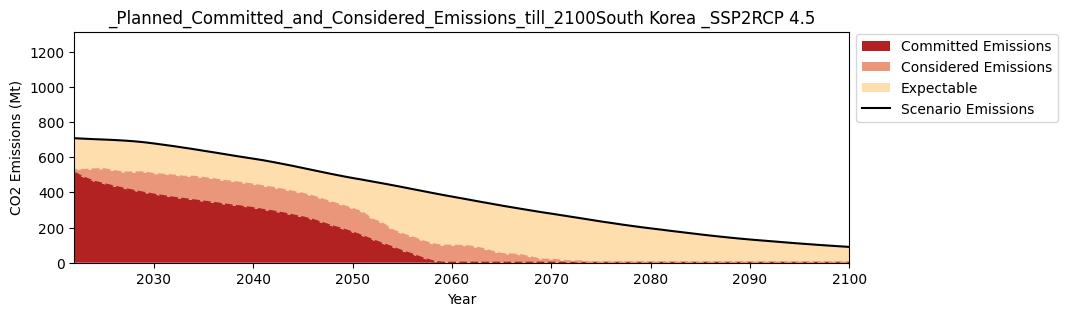 _Planned_Committed_and_Considered_Emissions_till_2100South Korea _SSP2RCP 4.5
1200
1000
800
600
400
200
0
CO2 Emissions (Mt)
2030 2040 2050 2060 2070 2080 2090 2100
Year
Committed Emissions
Considered Emissions
Expectable
Scenario Emissions